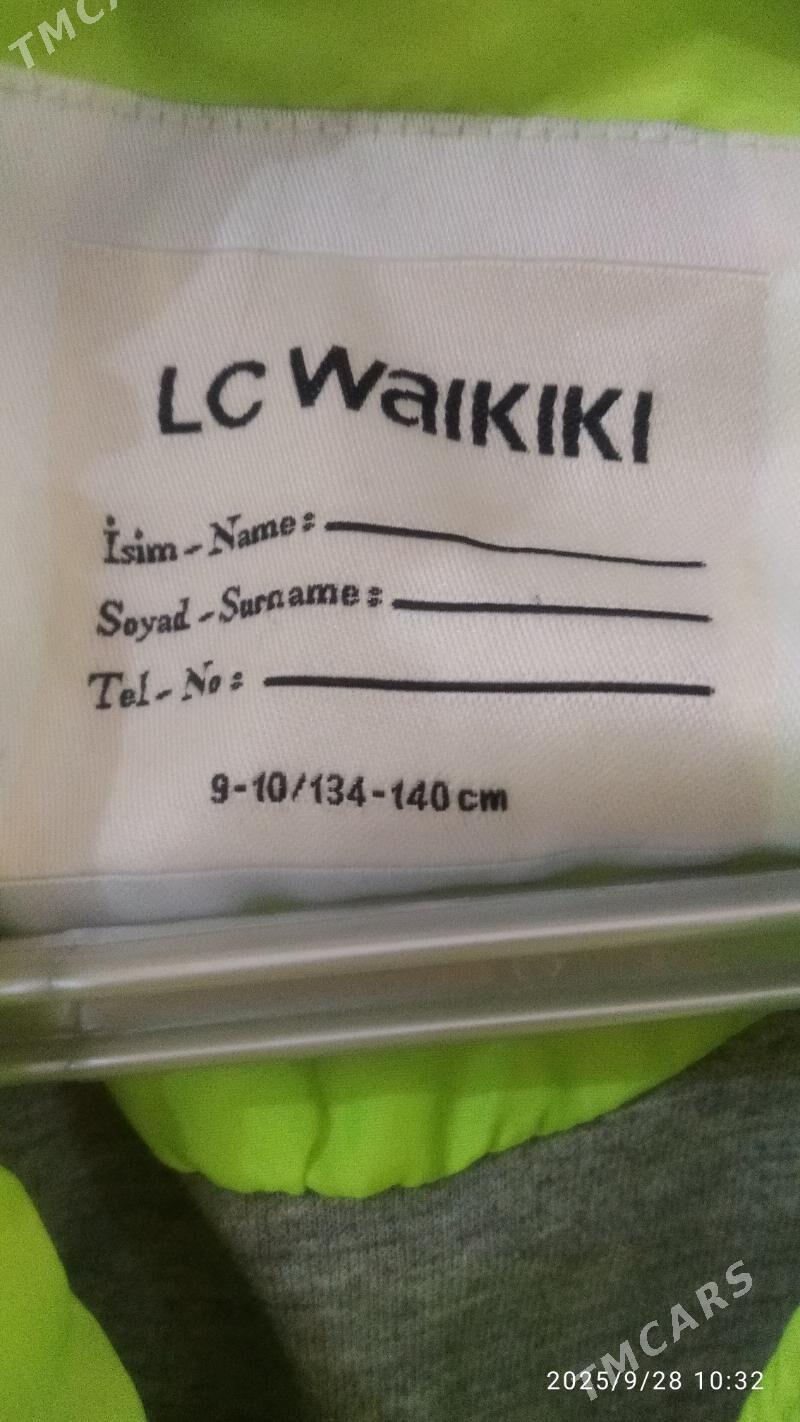 TMCA
LC WAIKIKI
İsim - Name:
Soyad - Surname:
Tel - No:
9-10/134-140 cm
TMCARS
2025/9/28 10:32